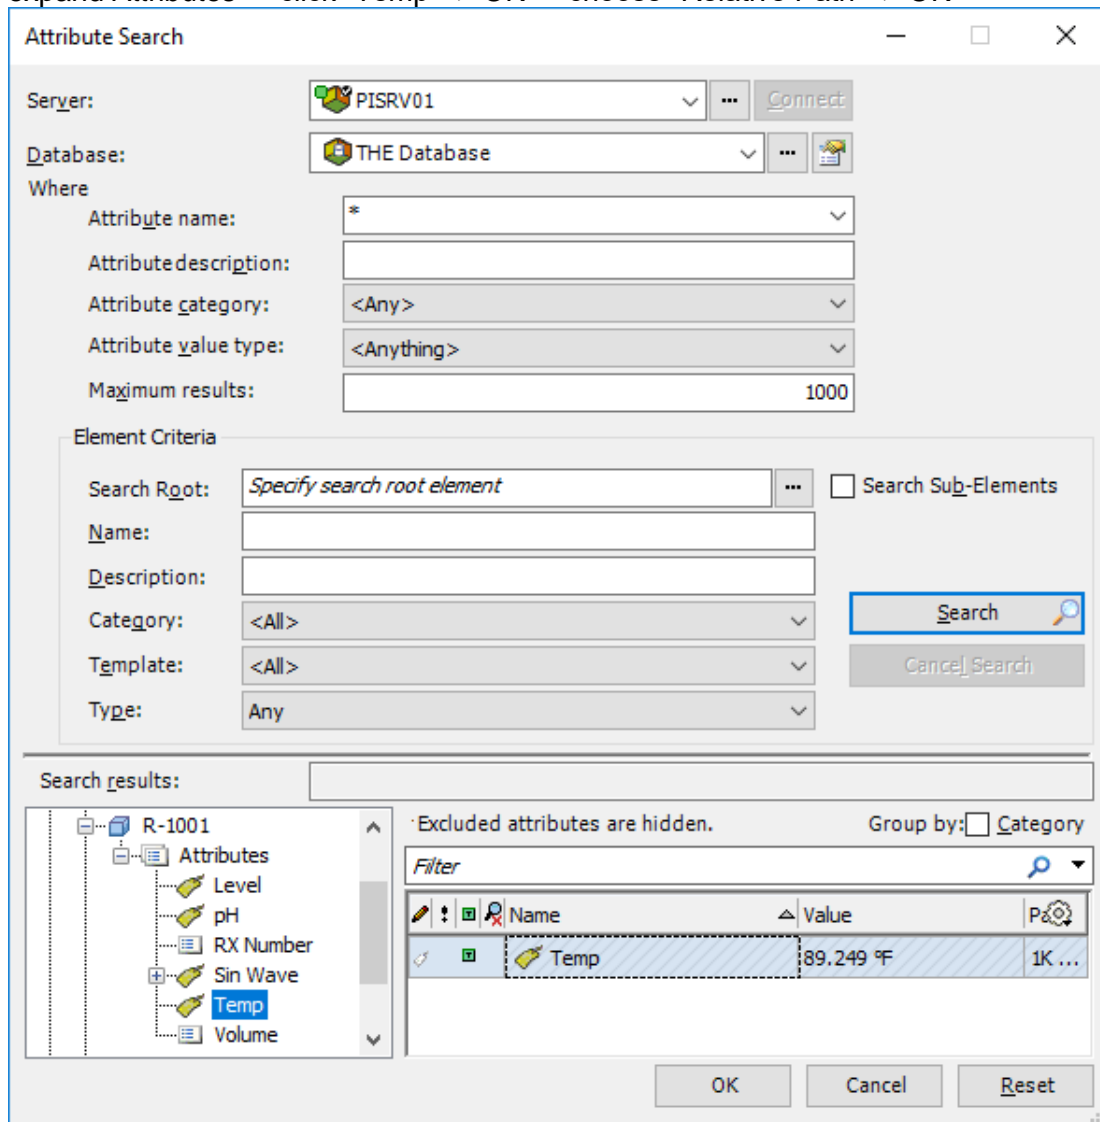 Attribute Search
Server: PISRV01 ... Connect
Database: THE Database ...
Where
Attribute name: *
Attribute description:
Attribute category: <Any>
Attribute value type: <Anything>
Maximum results: 1000
Element Criteria
Search Root: Specify search root element ... Search Sub-Elements
Name:
Description:
Category: <All>
Search
Template: <All>
Cancel Search
Type: Any
Search results:
R-1001
Attributes
Level
pH
RX Number
Sin Wave
Temp
Volume
Excluded attributes are hidden. Group by: Category
Filter
Name Value
Temp 89.249 °F 1K ...
OK Cancel Reset